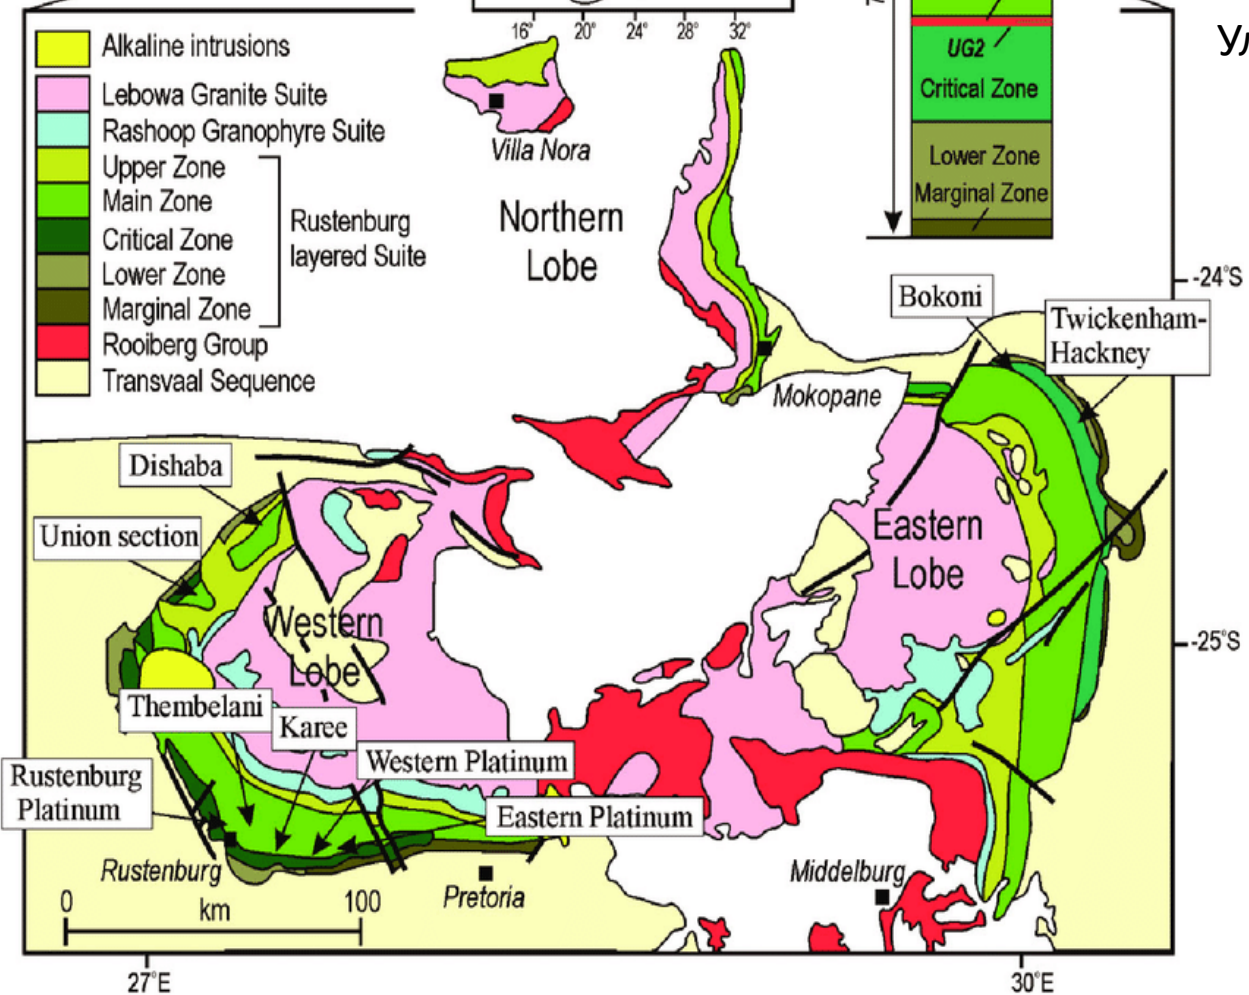 16°
20°
24°
28°
32°
Alkaline intrusions
Lebowa Granite Suite
Rashoop Granophyre Suite
Upper Zone
Main Zone
Critical Zone
Lower Zone
Marginal Zone
Rustenburg
layered Suite
Rooiberg Group
Transvaal Sequence
Villa Nora
Northern
Lobe
UG2
Critical Zone
Lower Zone
Marginal Zone
-24°S
Bokoni
Twickenham-
Hackney
Mokopane
Dishaba
Union section
Western
Lobe
Eastern
Lobe
-25°S
Thembelani
Karee
Western Platinum
Rustenburg
Platinum
Eastern Platinum
Rustenburg
Pretoria
Middelburg
0
km
100
27°E
30°E